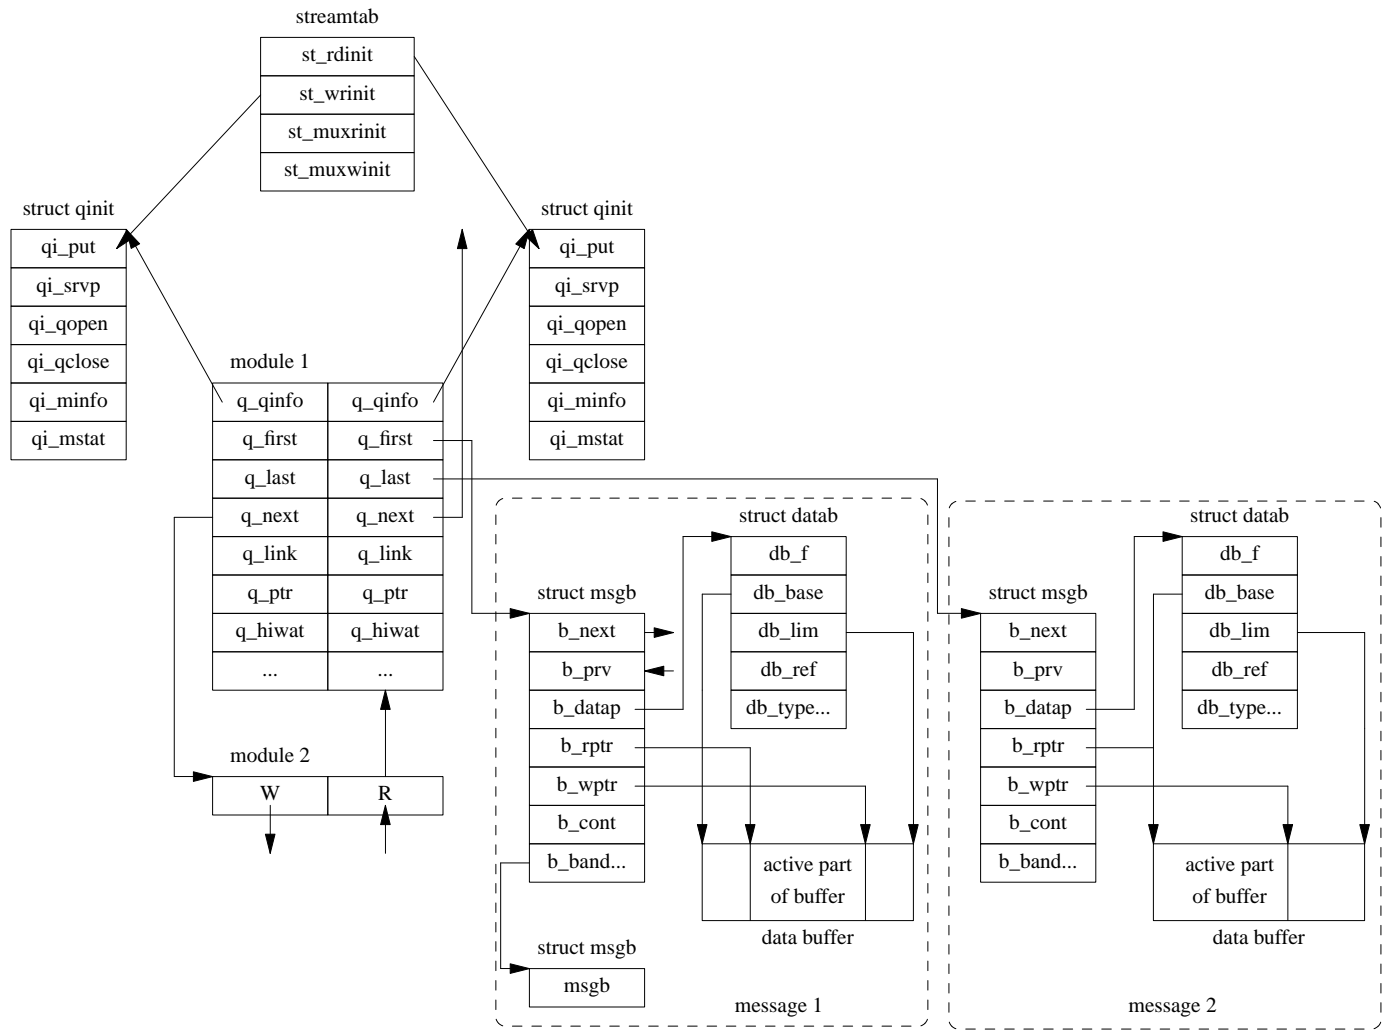 streamtab
st_rdinit
st_wrinit
st_muxrinit
st_muxwinit
struct qinit
qi_put
qi_srvp
qi_qopen
qi_qclose
qi_minfo
qi_mstat
struct qinit
qi_put
qi_srvp
qi_qopen
qi_qclose
qi_minfo
qi_mstat
module 1
q_qinfo q_qinfo
q_first q_first
q_last q_last
q_next q_next
q_link q_link
q_ptr q_ptr
q_hiwat q_hiwat
... ...
module 2
W R
struct msgb
b_next
b_prv
b_datap
b_rptr
b_wptr
b_cont
b_band...
struct datab
db_f
db_base
db_lim
db_ref
db_type...
active part
of buffer
data buffer
struct msgb
msgb
message 1
struct msgb
b_next
b_prv
b_datap
b_rptr
b_wptr
b_cont
b_band...
struct datab
db_f
db_base
db_lim
db_ref
db_type...
active part
of buffer
data buffer
message 2